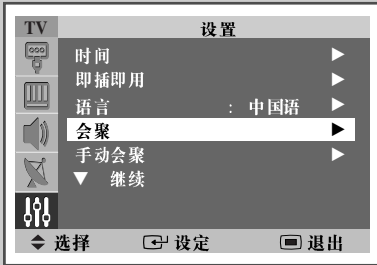 TV 设置
时间
即插即用
语言 : 中国语
会聚
手动会聚
▼ 继续
选择 设定 退出